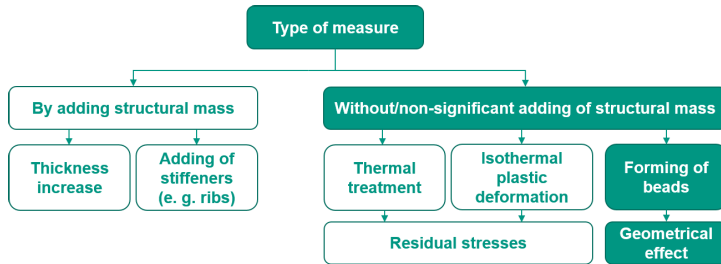 Type of measure
By adding structural mass
Without/non-significant adding of structural mass
Thickness
increase
Adding of
stiffeners
(e. g. ribs)
Thermal
treatment
Isothermal
plastic
deformation
Forming of
beads
Residual stresses
Geometrical
effect